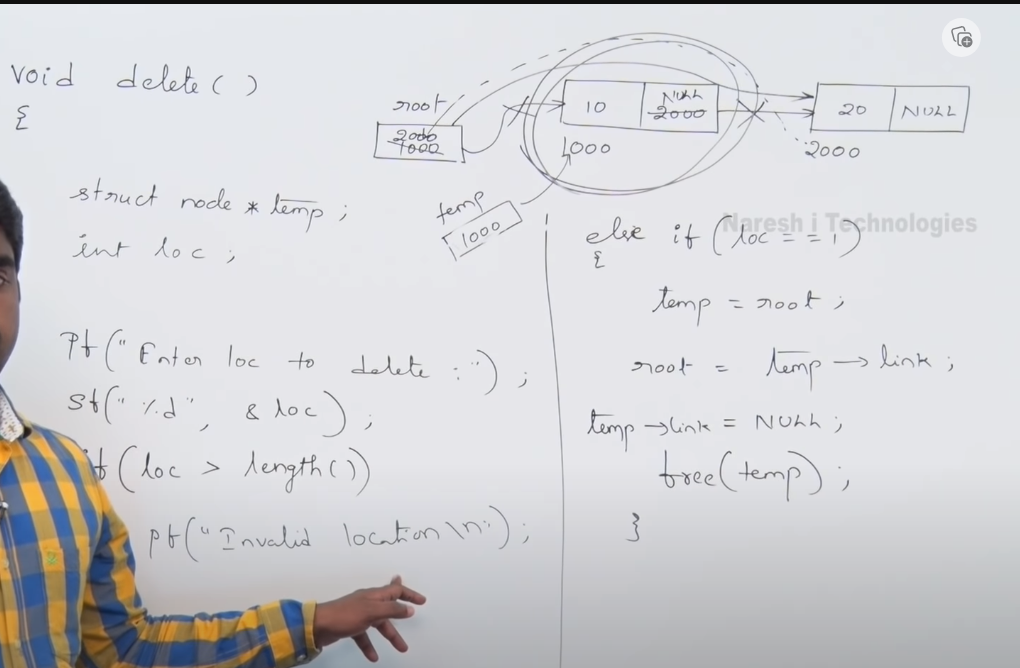 void delete()
{
struct node * temp;
int loc;
Pf("Enter loc to delete :");
Sf("%d", & loc);
if (loc > length())
pf("Invalid location\n");
root
2000
1000
10
NULL
2000
1000
20
NULL
2000
temp
1000
Naresh i Technologies
else if (loc == 1)
{
temp = root;
root = temp → link;
temp → link = NULL;
free(temp);
}